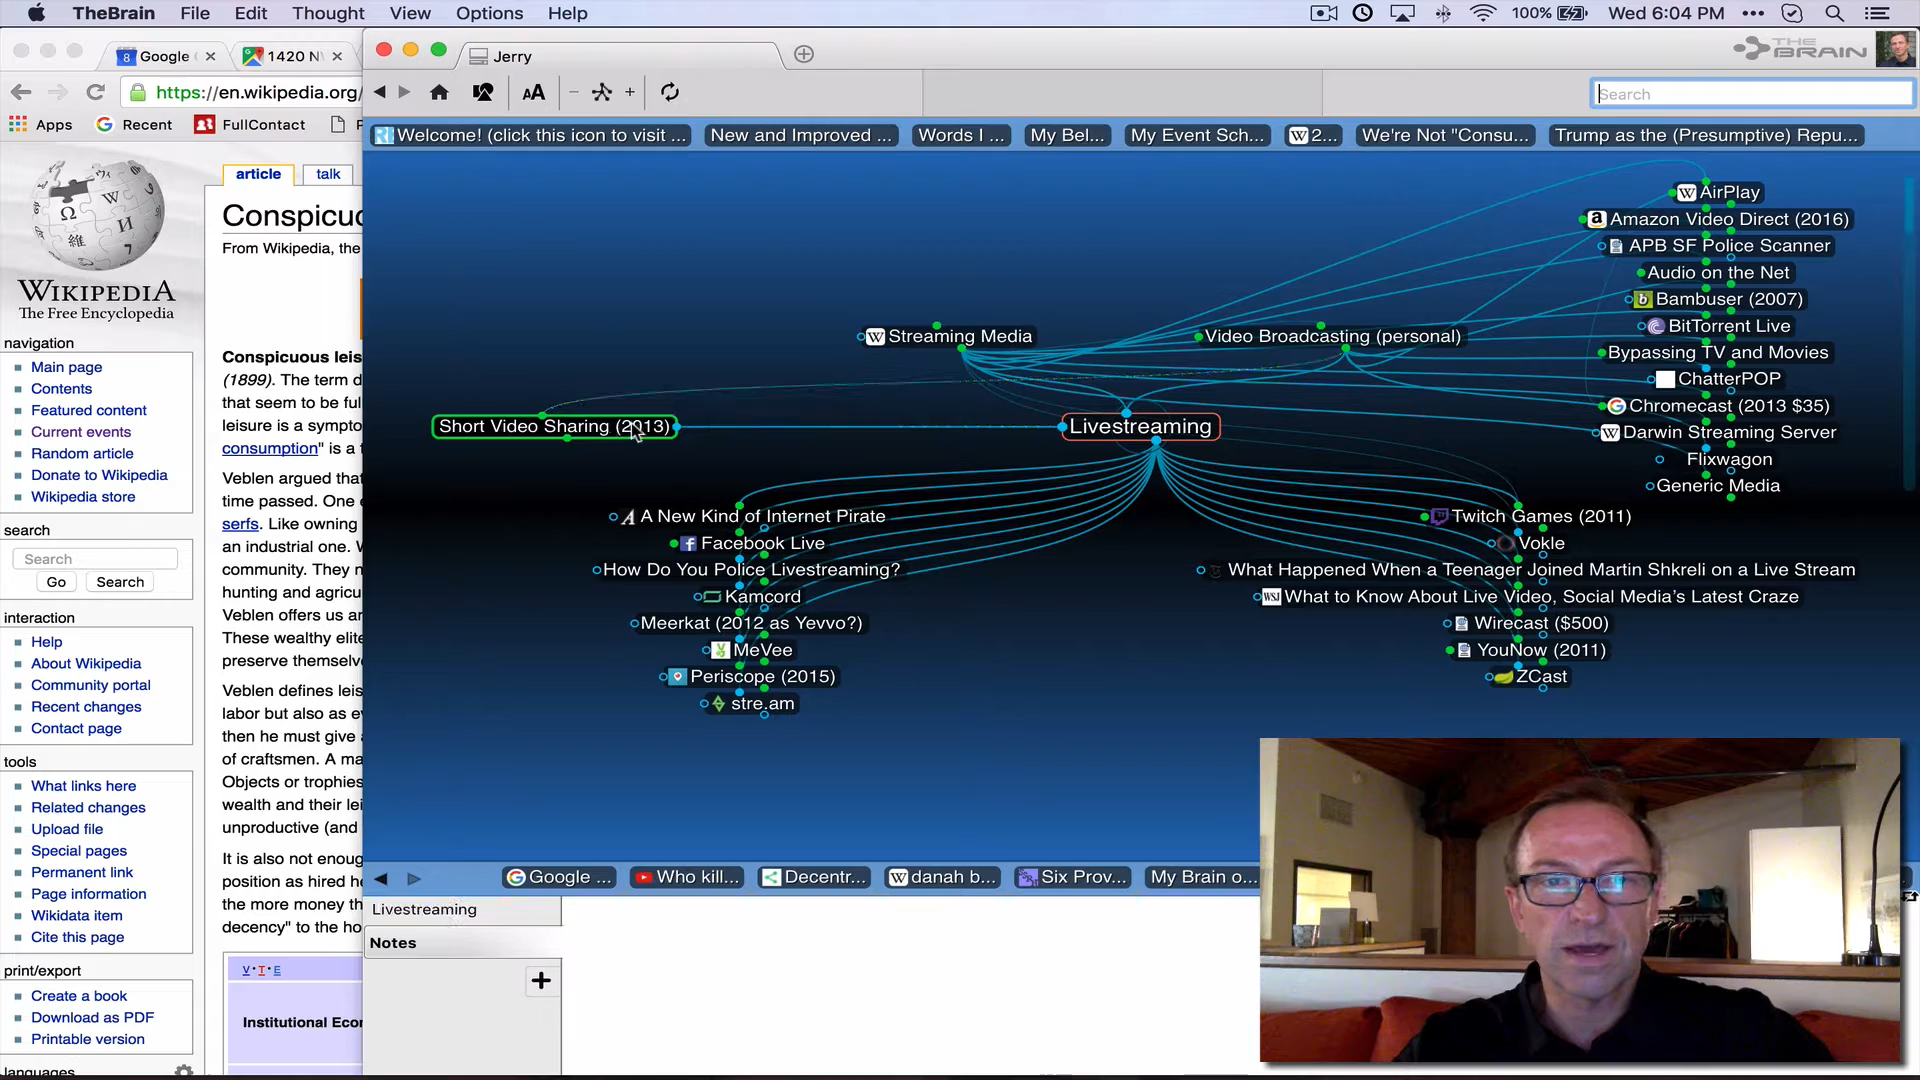 TheBrain File Edit Thought View Options Help 100% Wed 6:04 PM
Google
1420 N
Jerry
THE BRAIN
https://en.wikipedia.org/
AA
Search
Apps Recent FullContact
Welcome! (click this icon to visit ... New and Improved ... Words I ... My Bel... My Event Sch... 2... We're Not "Consu... Trump as the (Presumptive) Repu...
WIKIPEDIA
The Free Encyclopedia
navigation
Main page
Contents
Featured content
Current events
Random article
Donate to Wikipedia
Wikipedia store
search
Search
Go Search
interaction
Help
About Wikipedia
Community portal
Recent changes
Contact page
tools
What links here
Related changes
Upload file
Special pages
Permanent link
Page information
Wikidata item
Cite this page
print/export
Create a book
Download as PDF
Printable version
languages
article talk
Conspicuo
From Wikipedia, the
Conspicuous leis
(1899). The term d
that seem to be ful
leisure is a sympto
consumption" is a
Veblen argued that
time passed. One
serfs. Like owning
an industrial one. W
community. They n
hunting and agricu
Veblen offers us a
These wealthy elite
preserve themselve
Veblen defines leis
labor but also as e
then he must give
of craftsmen. A ma
Objects or trophies
wealth and their lei
unproductive (and
It is also not enoug
position as hired he
the more money th
decency" to the ho
V·T·E
Institutional Econ
Streaming Media
Video Broadcasting (personal)
Short Video Sharing (2013)
Livestreaming
AirPlay
Amazon Video Direct (2016)
APB SF Police Scanner
Audio on the Net
Bambuser (2007)
BitTorrent Live
Bypassing TV and Movies
ChatterPOP
Chromecast (2013 $35)
Darwin Streaming Server
Flixwagon
Generic Media
A New Kind of Internet Pirate
Facebook Live
How Do You Police Livestreaming?
Kamcord
Meerkat (2012 as Yevvo?)
MeVee
Periscope (2015)
stre.am
Twitch Games (2011)
Vokle
What Happened When a Teenager Joined Martin Shkreli on a Live Stream
What to Know About Live Video, Social Media's Latest Craze
Wirecast ($500)
YouNow (2011)
ZCast
Google ... Who kill... Decentr... danah b... Six Prov... My Brain o...
Livestreaming
Notes